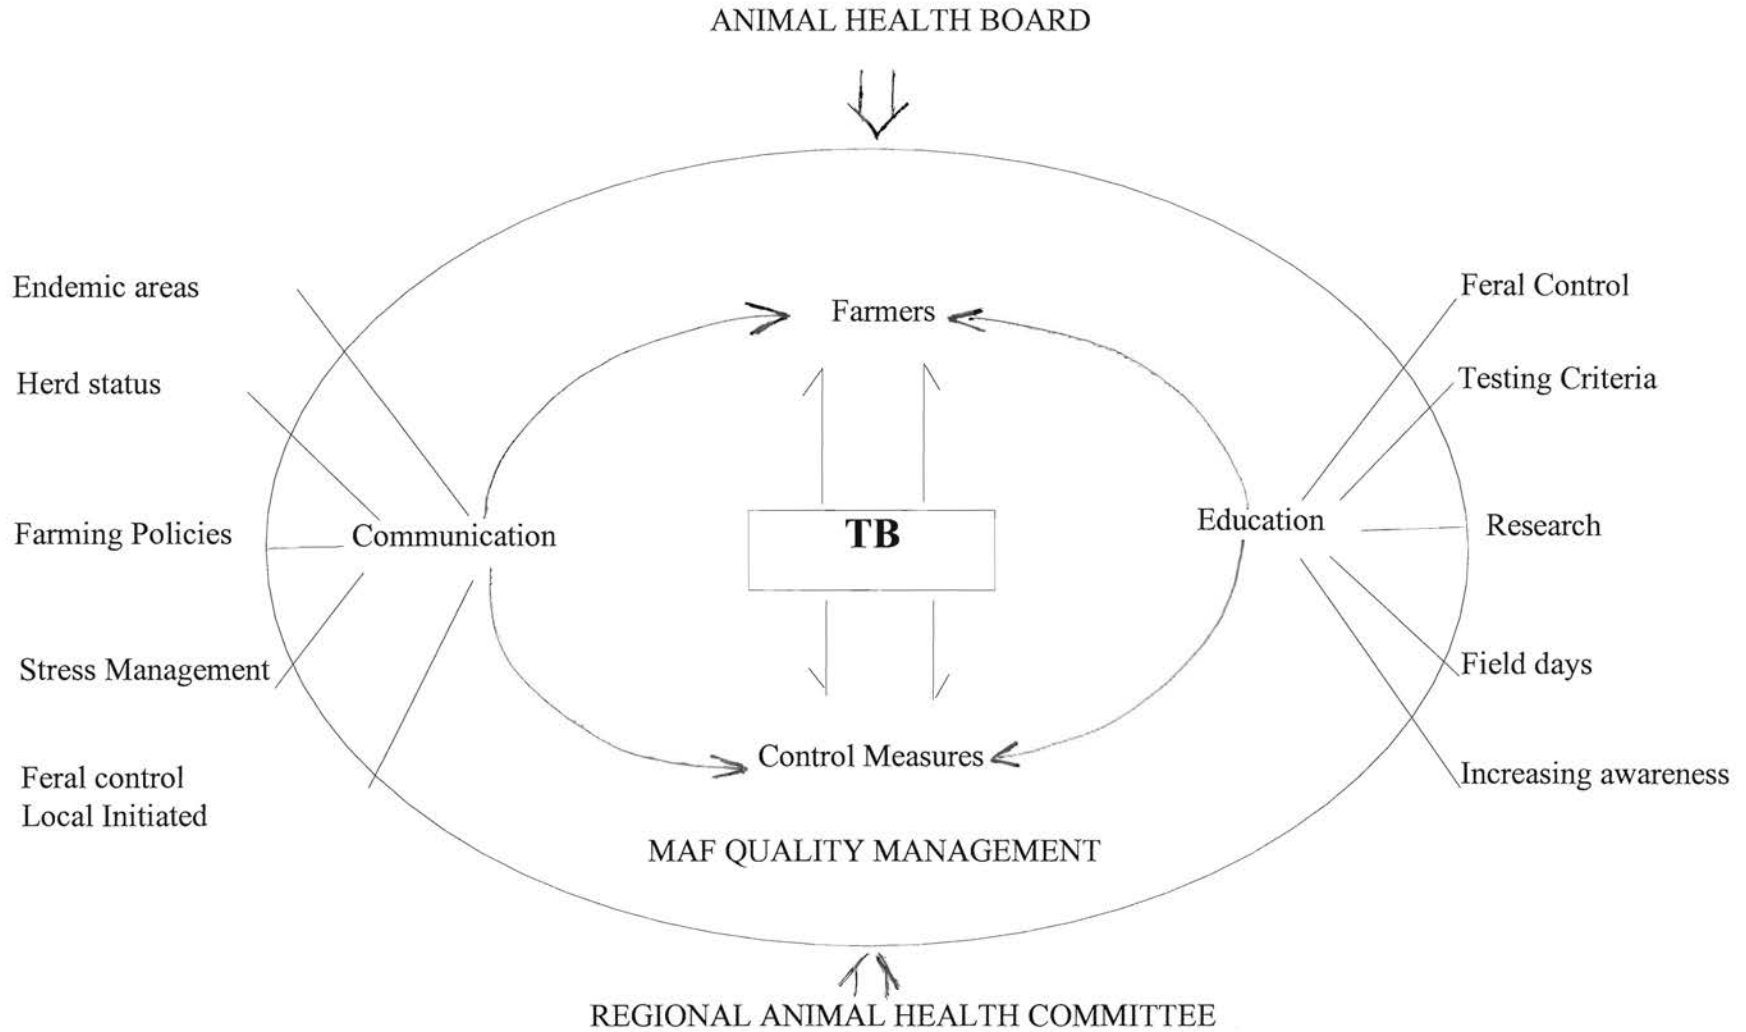 ANIMAL HEALTH BOARD
Endemic areas
Feral Control
Farmers
Herd status
Testing Criteria
Farming Policies
Communication
TB
Education
Research
Stress Management
Field days
Control Measures
Feral control
Local Initiated
Increasing awareness
MAF QUALITY MANAGEMENT
REGIONAL ANIMAL HEALTH COMMITTEE